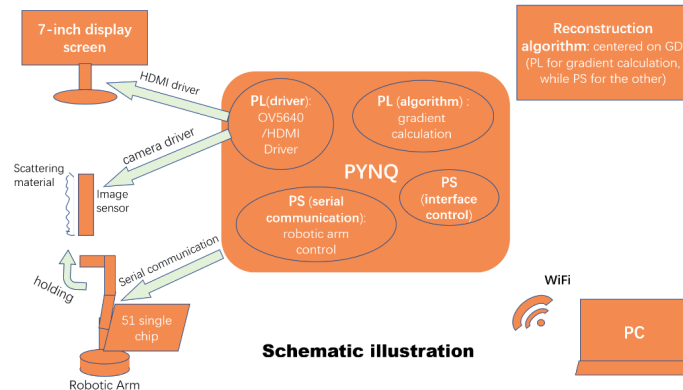 7-inch display
screen
HDMI driver
camera driver
Scattering
material
Image
sensor
holding
Serial communication
51 single
chip
Robotic Arm
PL(driver):
OV5640
/HDMI
Driver
PL (algorithm) :
gradient
calculation
PYNQ
PS (serial
communication):
robotic arm
control
PS
(interface
control)
Reconstruction
algorithm: centered on GD
(PL for gradient calculation,
while PS for the other)
WiFi
PC
Schematic illustration